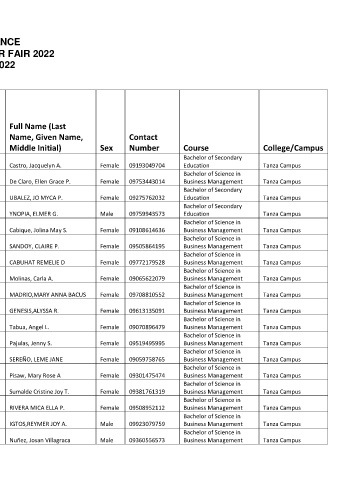 NCE
R FAIR 2022
022
Full Name (Last
Name, Given Name,
Middle Initial) Sex Contact
Number Course College/Campus
Castro, Jacquelyn A. Female 09193049704 Bachelor of Secondary
Education Tanza Campus
De Claro, Ellen Grace P. Female 09753443014 Bachelor of Science in
Business Management Tanza Campus
UBALEZ, JO MYCA P. Female 09275762032 Bachelor of Secondary
Education Tanza Campus
YNOPIA, ELMER G. Male 09759943573 Bachelor of Secondary
Education Tanza Campus
Cabique, Jolina May S. Female 09108614636 Bachelor of Science in
Business Management Tanza Campus
SANDOY, CLAIRE P. Female 09505864195 Bachelor of Science in
Business Management Tanza Campus
CABUHAT REMELIE D Female 09772179528 Bachelor of Science in
Business Management Tanza Campus
Molinas, Carla A. Female 09065622079 Bachelor of Science in
Business Management Tanza Campus
MADRID,MARY ANNA BACUS Female 09708810552 Bachelor of Science in
Business Management Tanza Campus
GENESIS,ALYSSA R. Female 09613135091 Bachelor of Science in
Business Management Tanza Campus
Tabua, Angel L. Female 09070896479 Bachelor of Science in
Business Management Tanza Campus
Pajulas, Jenny S. Female 09519495995 Bachelor of Science in
Business Management Tanza Campus
SEREÑO, LEME JANE Female 09059758765 Bachelor of Science in
Business Management Tanza Campus
Pisaw, Mary Rose A Female 09301475474 Bachelor of Science in
Business Management Tanza Campus
Sumalde Cristine Joy T. Female 09381761319 Bachelor of Science in
Business Management Tanza Campus
RIVERA MICA ELLA P. Female 09508952112 Bachelor of Science in
Business Management Tanza Campus
IGTOS,REYMER JOY A. Male 09923079759 Bachelor of Science in
Business Management Tanza Campus
Nuñez, Josan Villagraca Male 09360556573 Bachelor of Science in
Business Management Tanza Campus